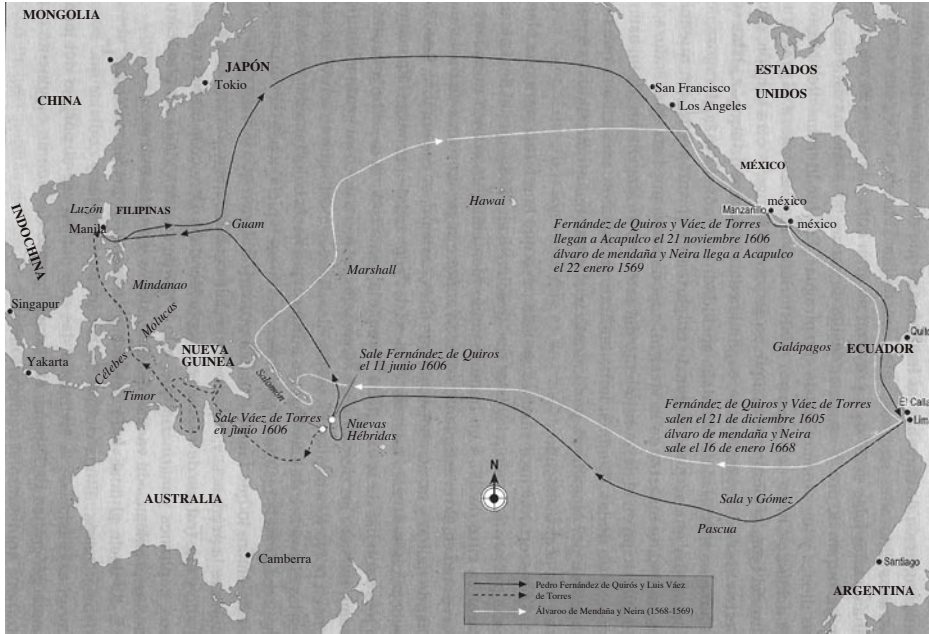 MONGOLIA
JAPÓN
Tokio
CHINA
ESTADOS
UNIDOS
San Francisco
Los Angeles
MÉXICO
Manzanillo
méxico
méxico
Luzón
FILIPINAS
Manila
Guam
Hawai
INDOCHINA
Fernández de Quiros y Váez de Torres
llegan a Acapulco el 21 noviembre 1606
álvaro de mendaña y Neira llega a Acapulco
el 22 enero 1569
Marshall
Mindanao
Singapur
Molucas
Quito
Galápagos
ECUADOR
NUEVA
GUINEA
Yakarta
Célebes
Salomón
Sale Fernández de Quiros
el 11 junio 1606
Timor
Sale Váez de Torres
en junio 1606
Nuevas
Hébridas
Fernández de Quiros y Váez de Torres
salen el 21 de diciembre 1605
álvaro de mendaña y Neira
sale el 16 de enero 1668
El Calla
Lim
N
AUSTRALIA
Sala y Gómez
Pascua
Camberra
Santiago
ARGENTINA
Pedro Fernández de Quirós y Luis Váez
de Torres
Álvaroo de Mendaña y Neira (1568-1569)